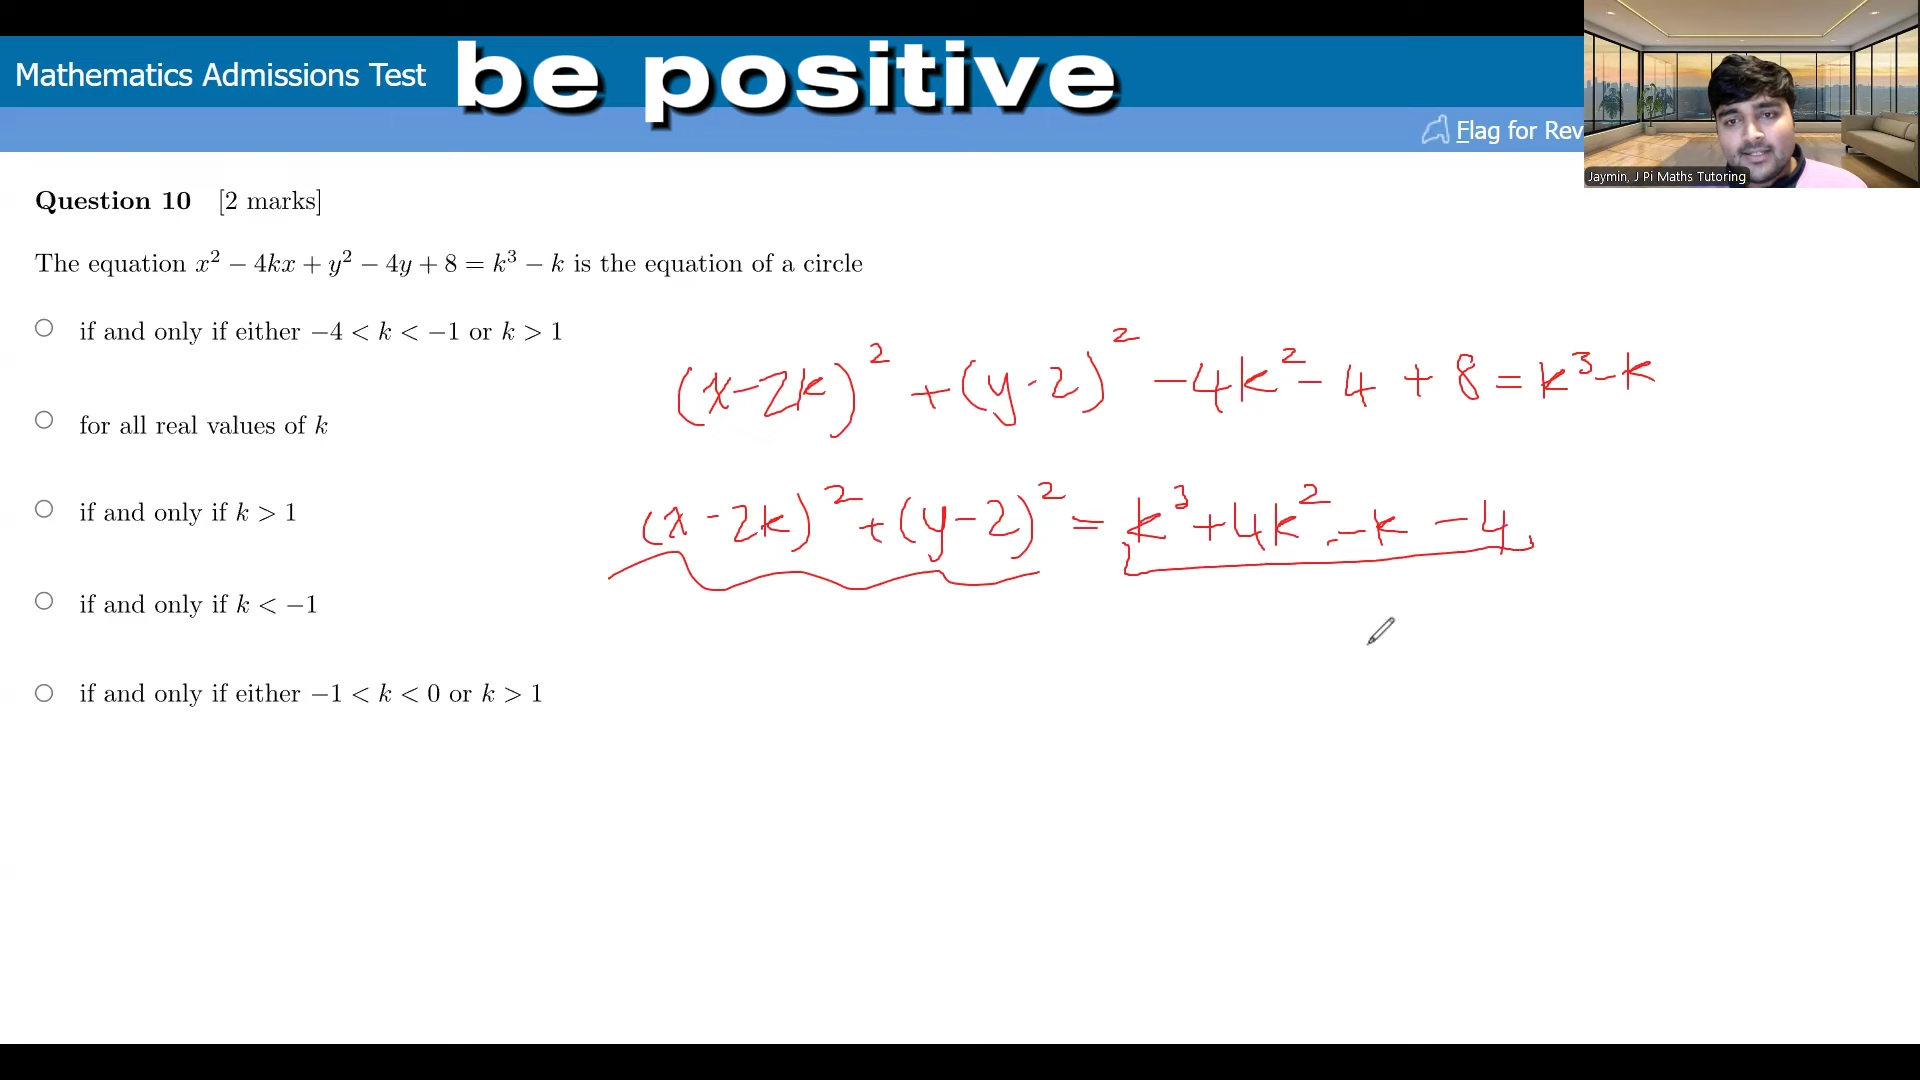 be positive
Mathematics Admissions Test
Flag for Rev
Jaymin, J Pi Maths Tutoring
Question 10 [2 marks]
The equation x² − 4kx + y² − 4y + 8 = k³ − k is the equation of a circle
if and only if either −4 < k < −1 or k > 1
(x-2k)² + (y-2)² - 4k² - 4 + 8 = k³ - k
for all real values of k
if and only if k > 1
(x-2k)² + (y-2)² = k³ + 4k² - k - 4
if and only if k < −1
if and only if either −1 < k < 0 or k > 1